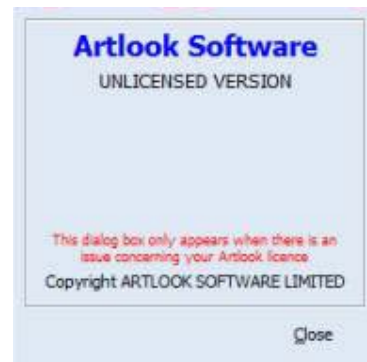 Artlook Software
UNLICENSED VERSION
This dialog box only appears when there is an
issue concerning your Artlook licence
Copyright ARTLOOK SOFTWARE LIMITED
Close